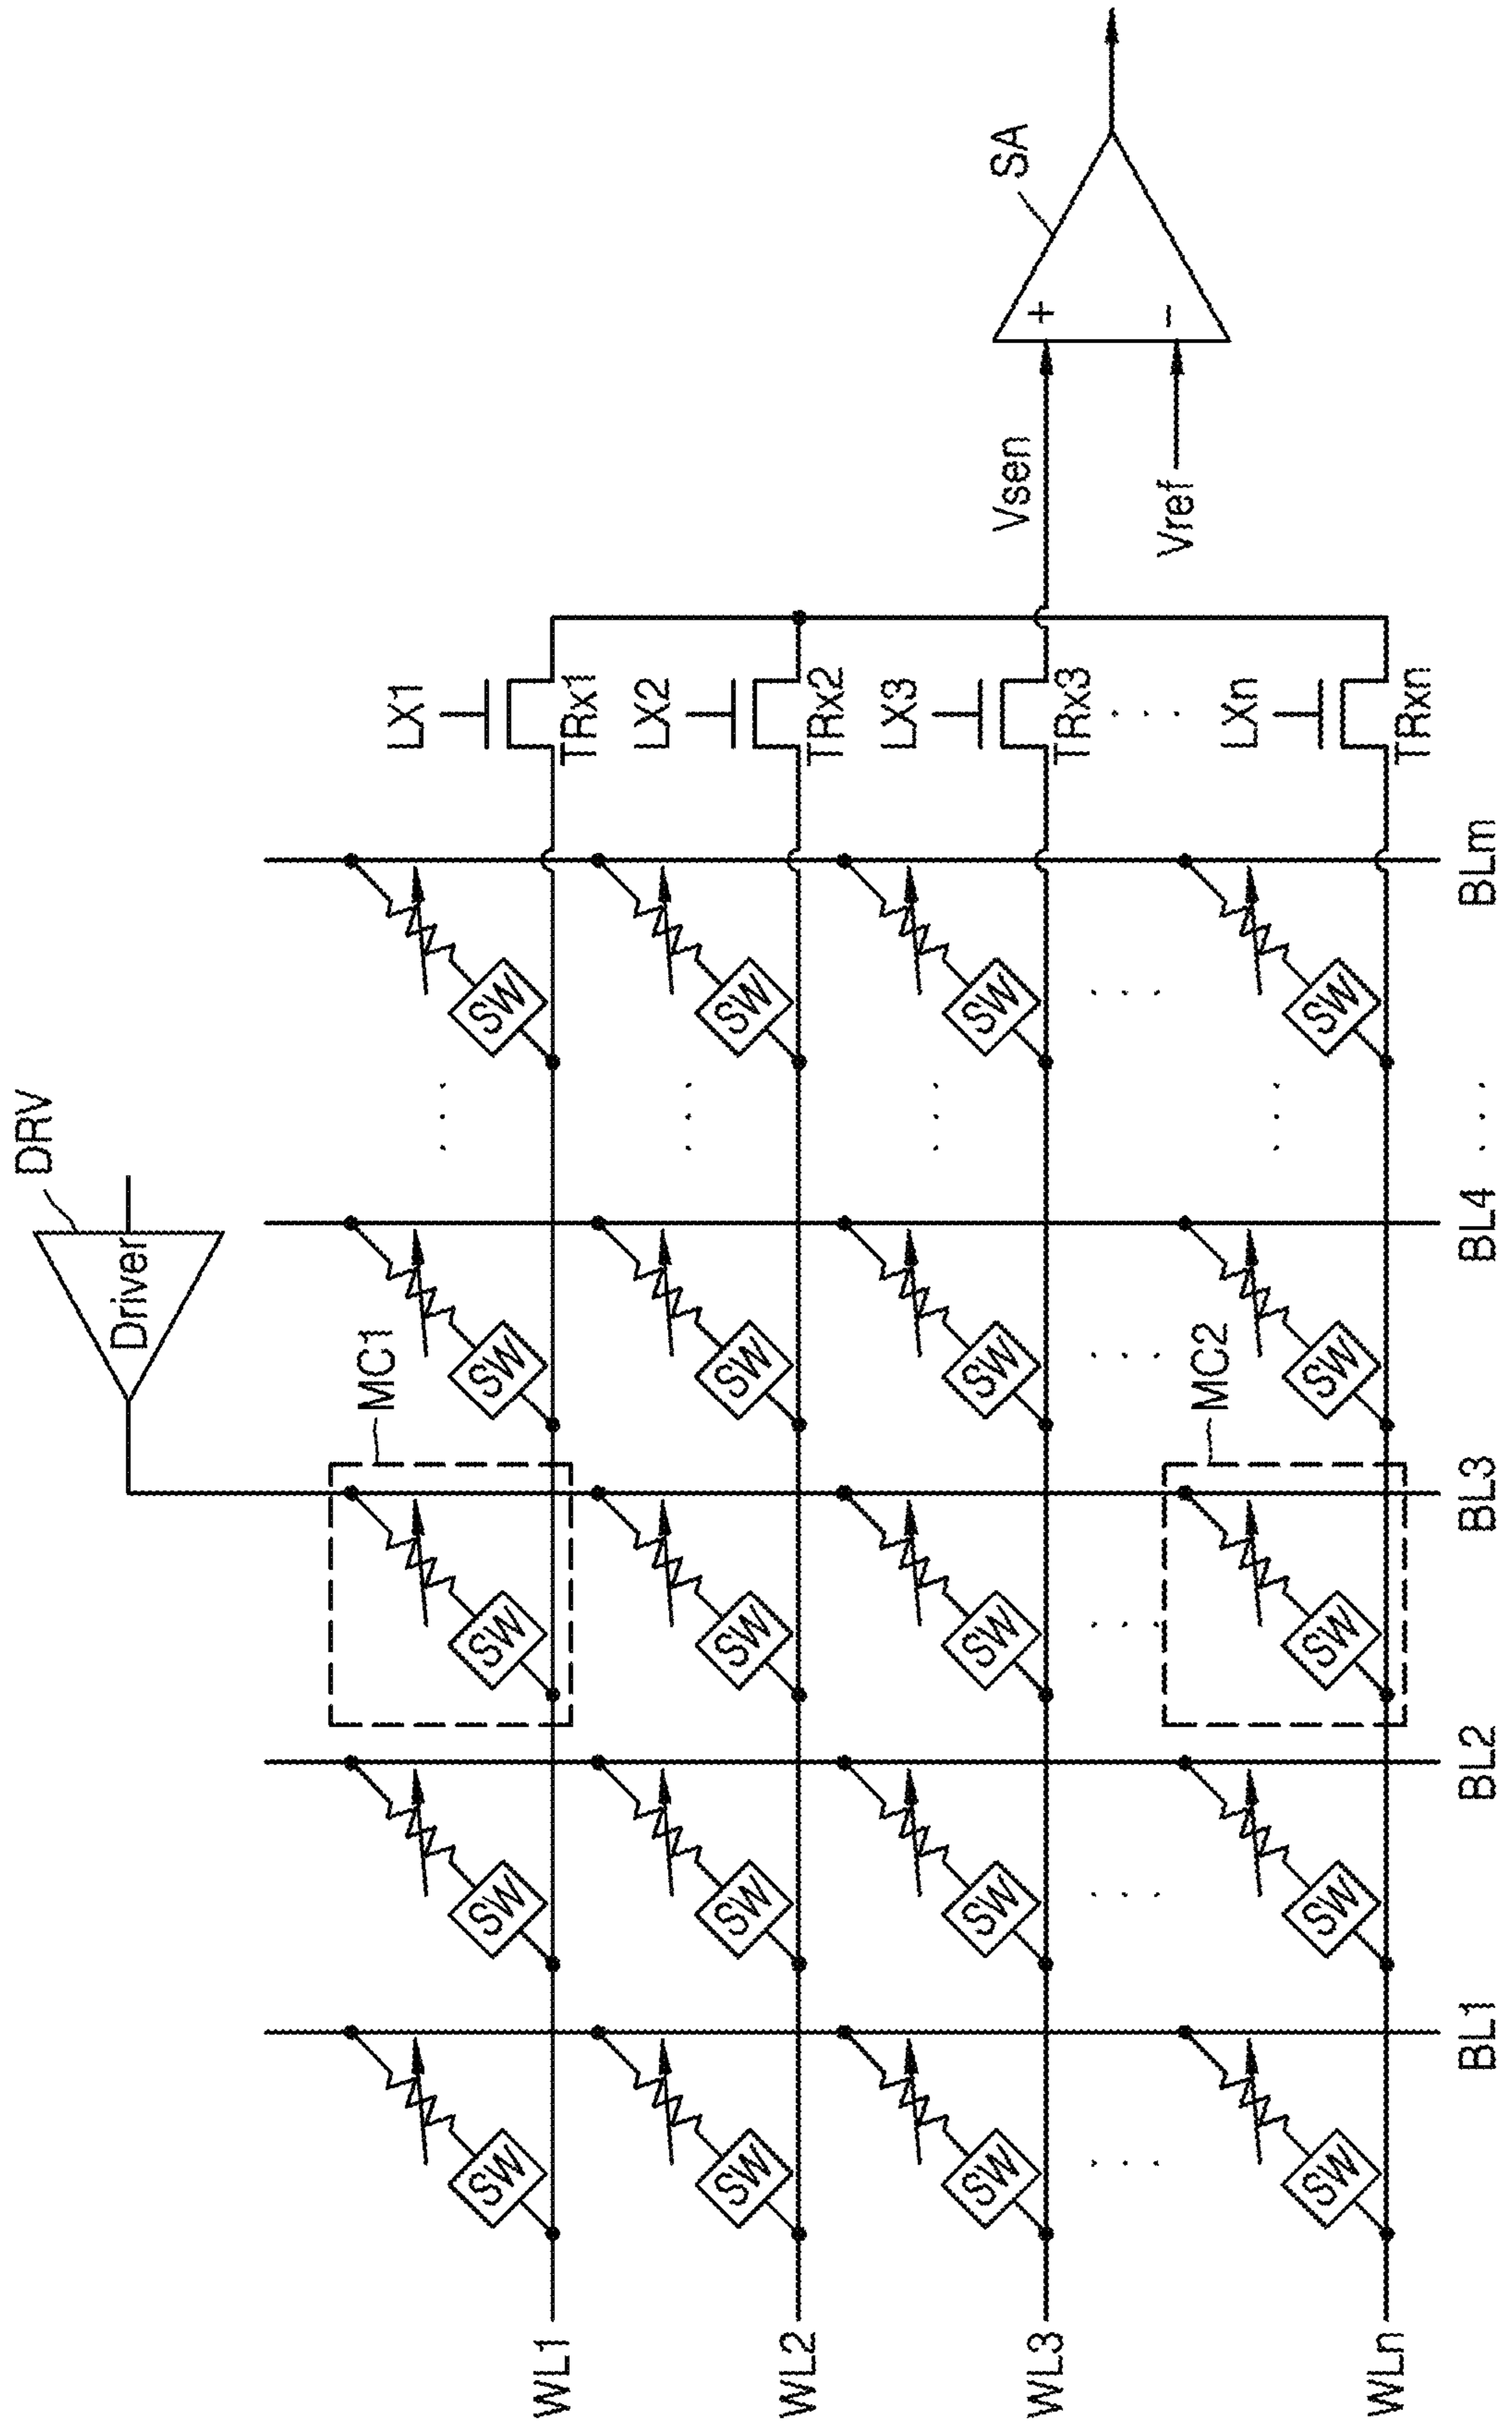 DRV
Driver
MC1
LX1
SW SW SW SW SW
WL1
TRx1
LX2
SW SW SW SW SW
WL2
TRx2
LX3
SW SW SW SW SW
SA
Vsen
+
WL3
TRx3
. . .
−
Vref
MC2
LXn
SW SW SW SW SW
WLn
TRxn
BL1 BL2 BL3 BL4 . . . BLm